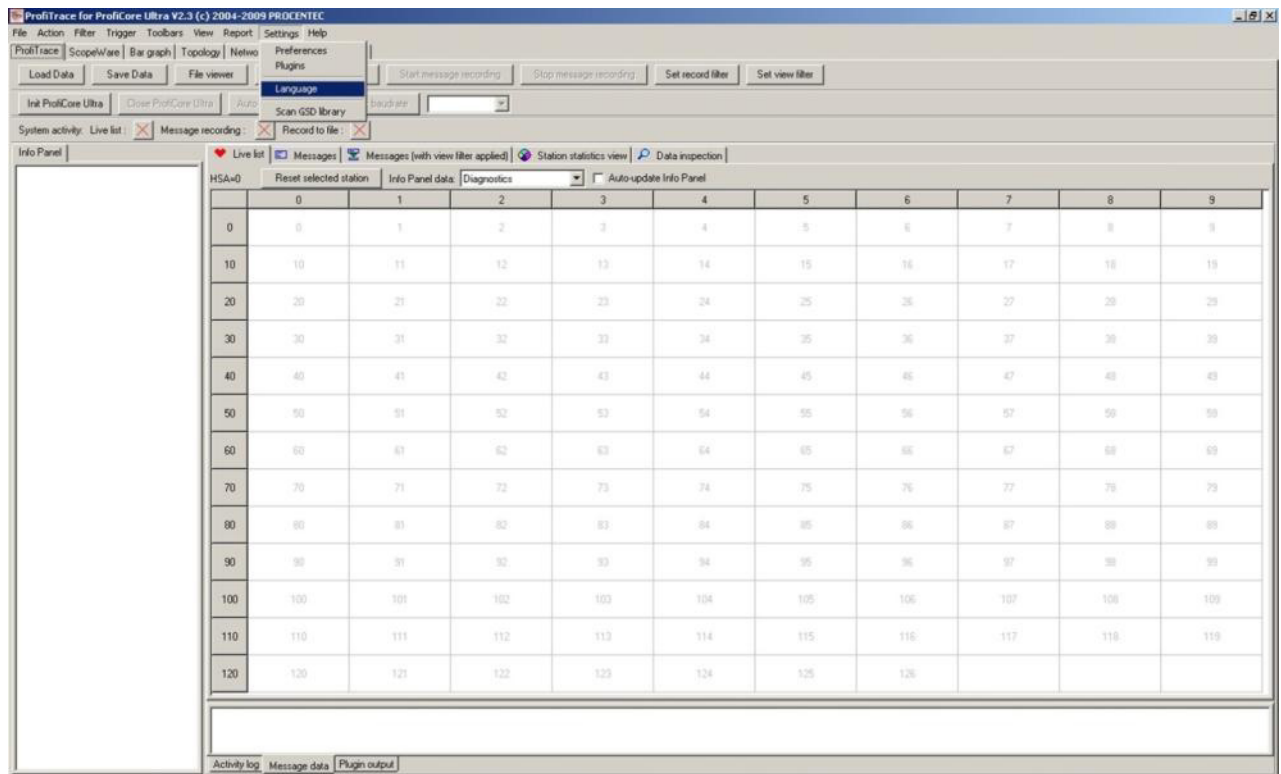 ProfiTrace for ProfiCore Ultra V2.3 (c) 2004-2009 PROCENTEC
File Action Filter Trigger Toolbars View Report Settings Help
ProfiTrace ScopeWare Bar graph Topology Netwo
Preferences
Plugins
Language
Scan GSD library
Load Data Save Data File viewer Start message recording Stop message recording Set record filter Set view filter
Init ProfiCore Ultra Close ProfiCore Ultra Auto baudrate
System activity: Live list : Message recording : Record to file :
Info Panel
Live list Messages Messages (with view filter applied) Station statistics view Data inspection
HSA=0 Reset selected station Info Panel data: Diagnostics Auto-update Info Panel
0 1 2 3 4 5 6 7 8 9
0 0 1 2 3 4 5 6 7 8 9
10 10 11 12 13 14 15 16 17 18 19
20 20 21 22 23 24 25 26 27 28 29
30 30 31 32 33 34 35 36 37 38 39
40 40 41 42 43 44 45 46 47 48 49
50 50 51 52 53 54 55 56 57 58 59
60 60 61 62 63 64 65 66 67 68 69
70 70 71 72 73 74 75 76 77 78 79
80 80 81 82 83 84 85 86 87 88 89
90 90 91 92 93 94 95 96 97 98 99
100 100 101 102 103 104 105 106 107 108 109
110 110 111 112 113 114 115 116 117 118 119
120 120 121 122 123 124 125 126
Activity log Message data Plugin output